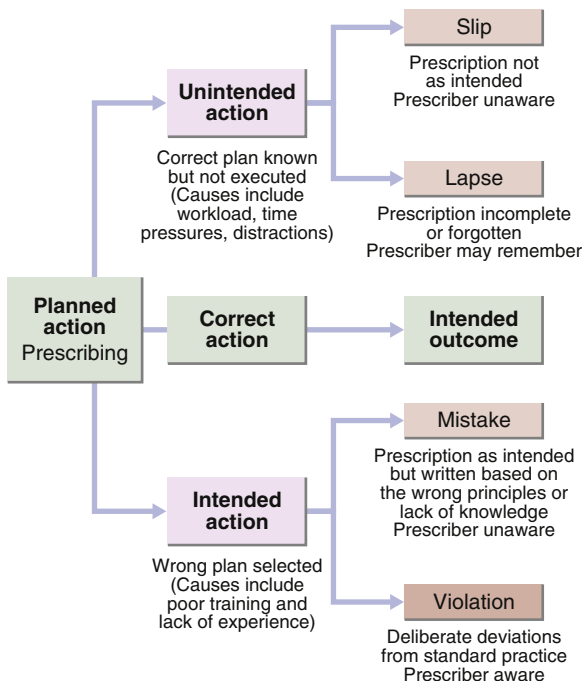 Slip
Prescription not
as intended
Prescriber unaware
Unintended
action
Correct plan known
but not executed
(Causes include
workload, time
pressures, distractions)
Lapse
Prescription incomplete
or forgotten
Prescriber may remember
Planned
action
Prescribing
Correct
action
Intended
outcome
Mistake
Prescription as intended
but written based on
the wrong principles or
lack of knowledge
Prescriber unaware
Intended
action
Wrong plan selected
(Causes include
poor training and
lack of experience)
Violation
Deliberate deviations
from standard practice
Prescriber aware